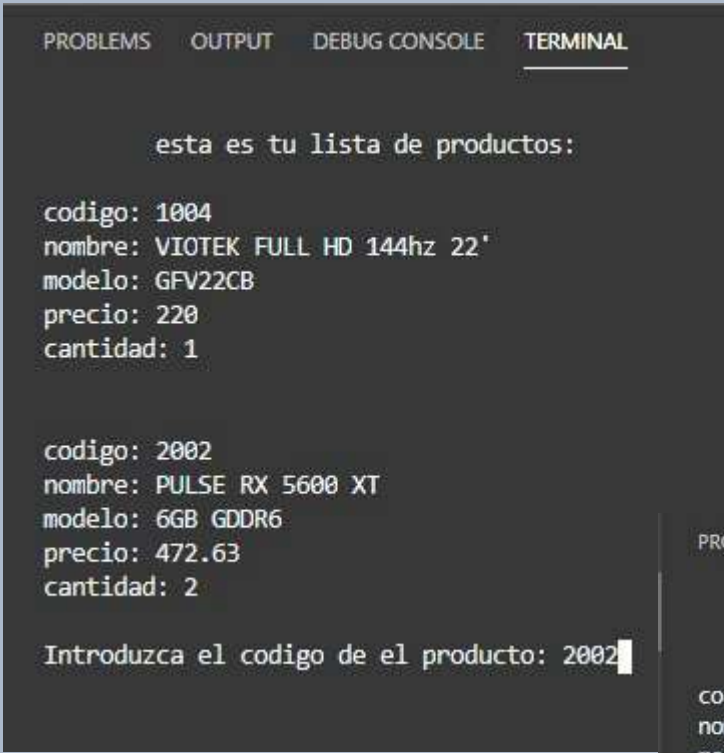 PROBLEMS OUTPUT DEBUG CONSOLE TERMINAL
esta es tu lista de productos:
codigo: 1004
nombre: VIOTEK FULL HD 144hz 22'
modelo: GFV22CB
precio: 220
cantidad: 1
codigo: 2002
nombre: PULSE RX 5600 XT
modelo: 6GB GDDR6
precio: 472.63
cantidad: 2
Introduzca el codigo de el producto: 2002